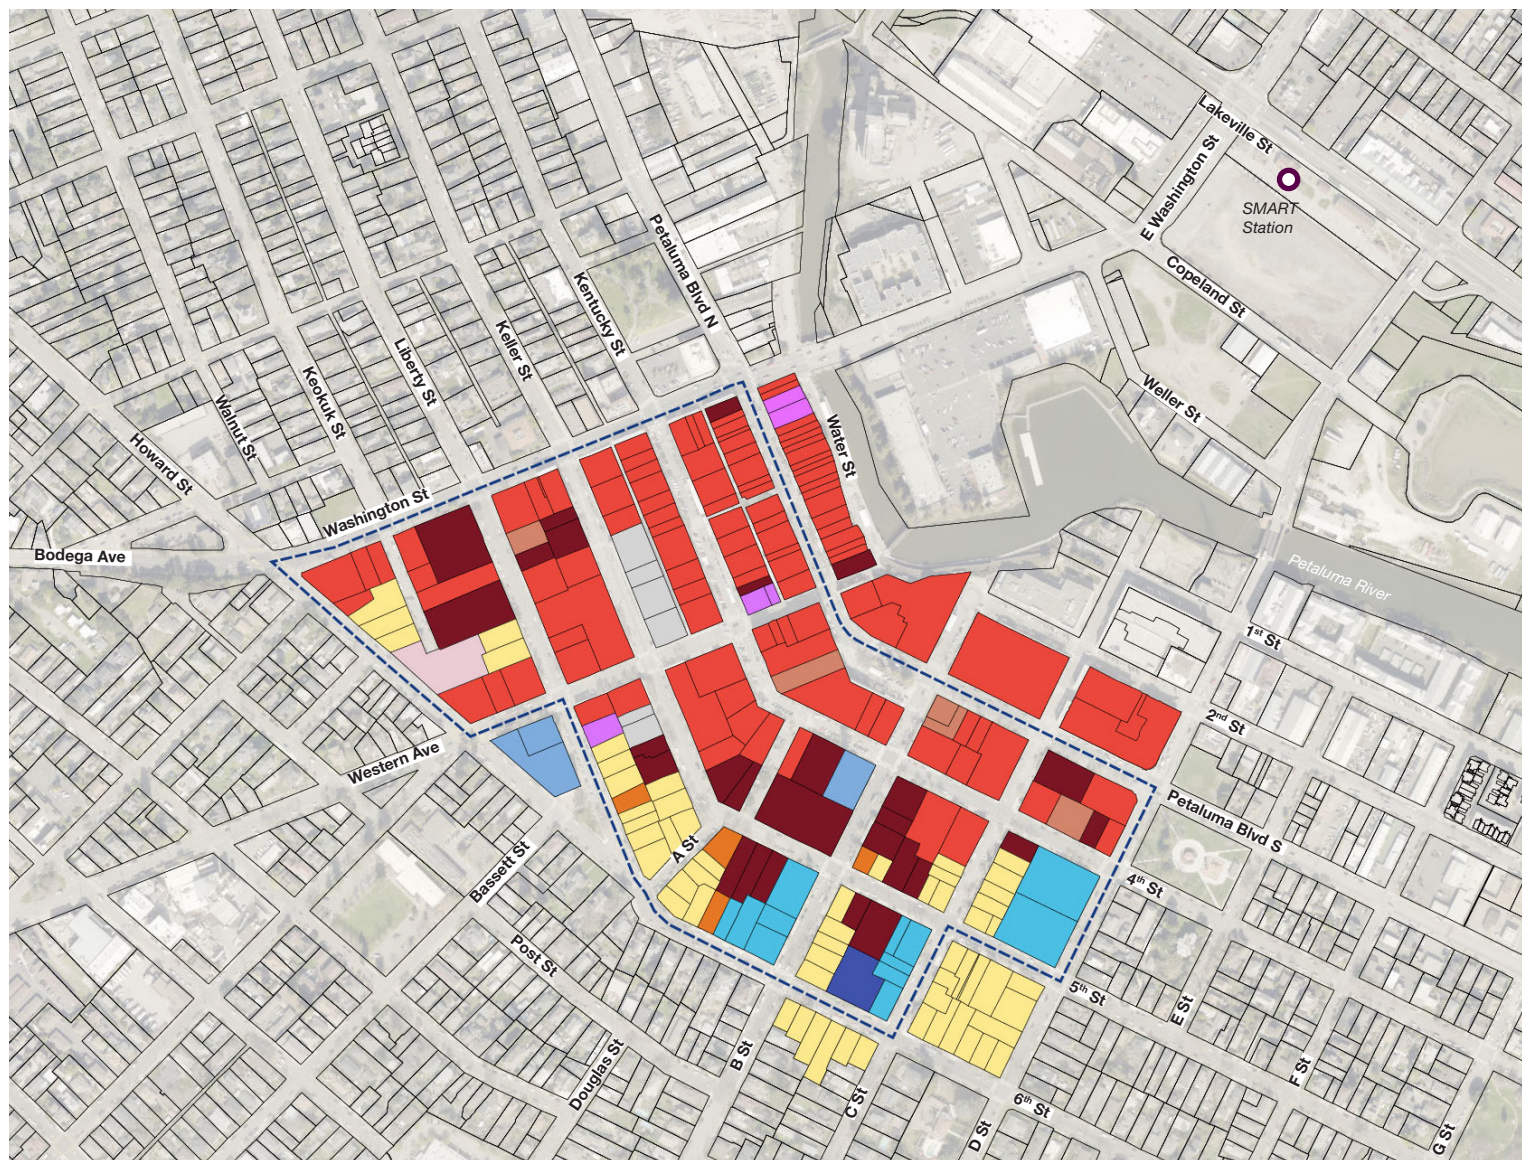 Lakeville St
E Washington St
SMART
Station
Petaluma Blvd N
Copeland St
Kentucky St
Keller St
Liberty St
Keokuk St
Walnut St
Howard St
Weller St
Water St
Washington St
Bodega Ave
Petaluma River
1st St
2nd St
Western Ave
Petaluma Blvd S
A St
Bassett St
4th St
Post St
5th St
E St
B St
Douglas St
F St
C St
6th St
D St
G St